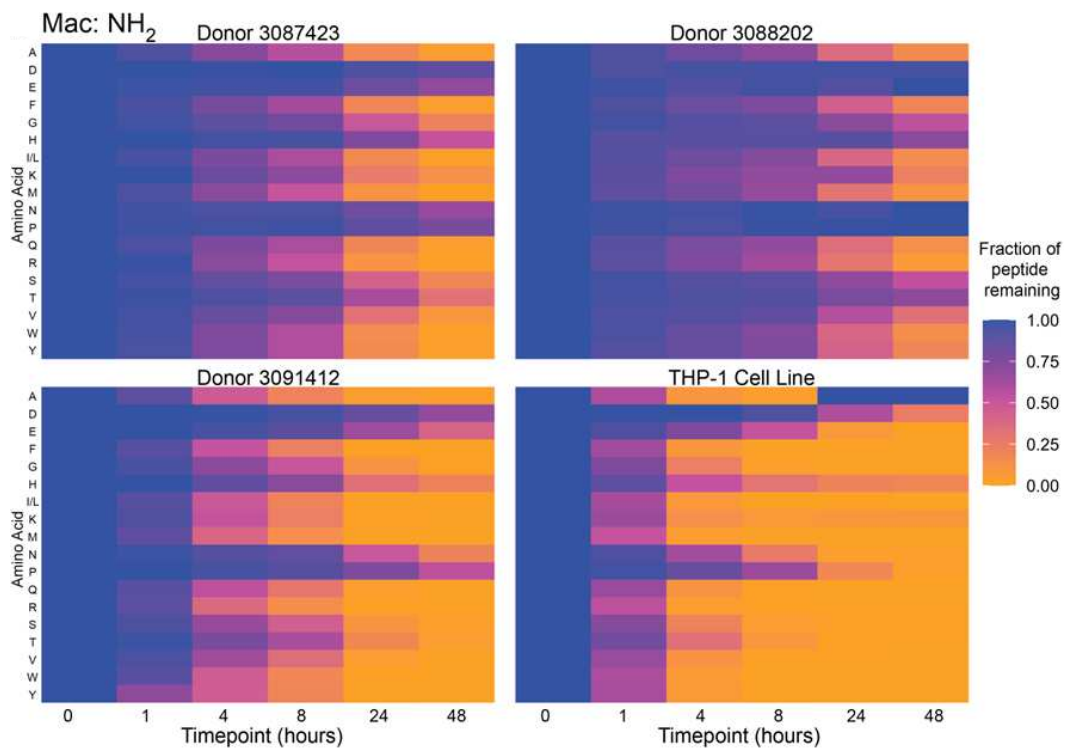 Mac: NH2
Donor 3087423
Donor 3088202
Amino Acid
A
D
E
F
G
H
I/L
K
M
N
P
Q
R
S
T
V
W
Y
Donor 3091412
THP-1 Cell Line
Amino Acid
A
D
E
F
G
H
I/L
K
M
N
P
Q
R
S
T
V
W
Y
0 1 4 8 24 48
0 1 4 8 24 48
Timepoint (hours)
Timepoint (hours)
Fraction of
peptide
remaining
1.00
0.75
0.50
0.25
0.00